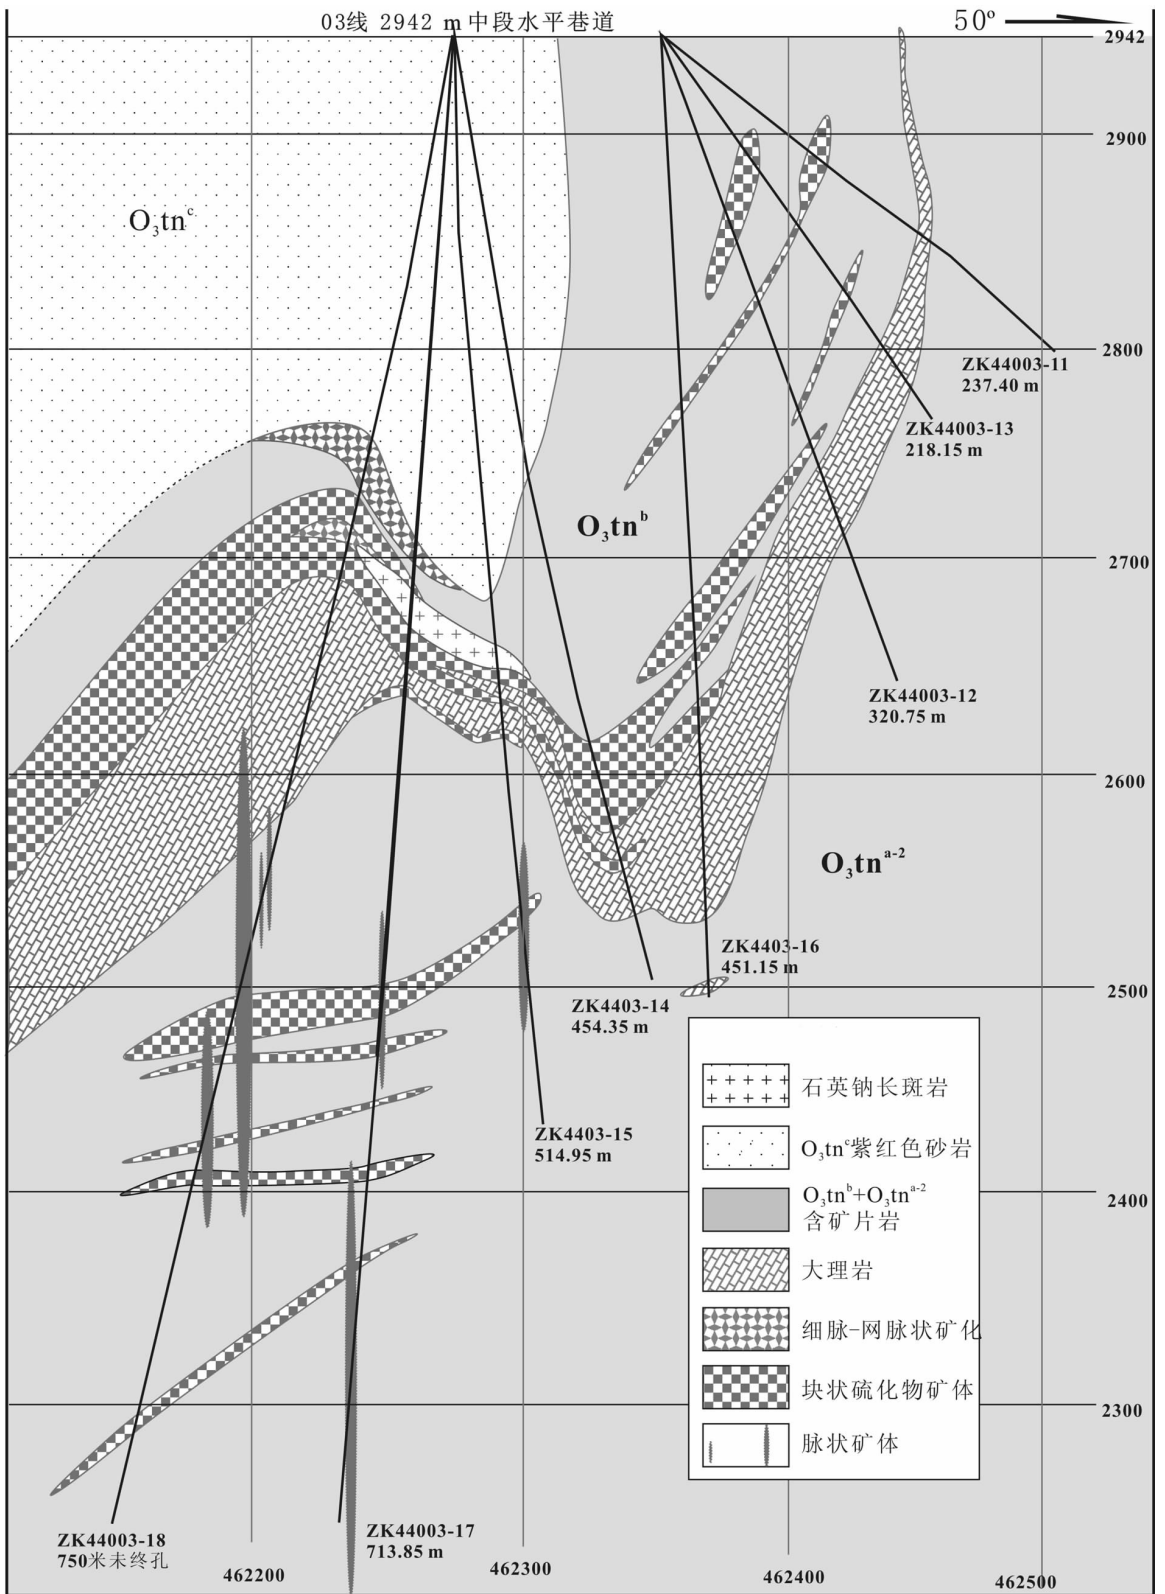 03线 2942 m 中段水平巷道
50°
2942
2900
O₃tnᶜ
2800
ZK44003-11
237.40 m
ZK44003-13
218.15 m
O₃tnᵇ
2700
ZK44003-12
320.75 m
2600
O₃tnᵃ⁻²
ZK4403-16
451.15 m
2500
ZK4403-14
454.35 m
石英钠长斑岩
ZK4403-15
514.95 m
O₃tnᶜ紫红色砂岩
O₃tnᵇ+O₃tnᵃ⁻²
含矿片岩
2400
大理岩
细脉-网脉状矿化
块状硫化物矿体
2300
脉状矿体
ZK44003-18
750米未终孔
ZK44003-17
713.85 m
462200
462300
462400
462500